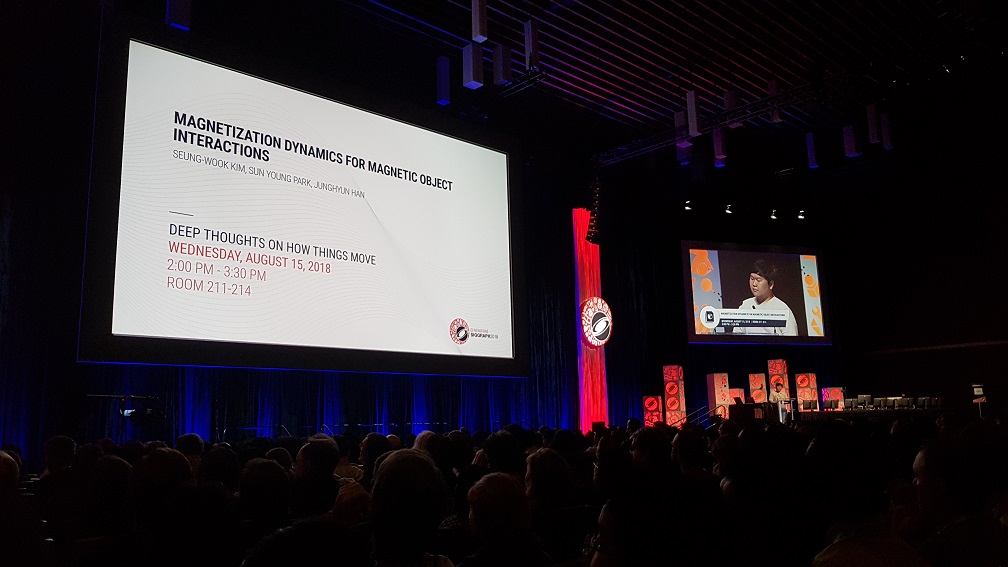 MAGNETIZATION DYNAMICS FOR MAGNETIC OBJECT
INTERACTIONS
SEUNG-WOOK KIM, SUN YOUNG PARK, JUNGHYUN HAN
DEEP THOUGHTS ON HOW THINGS MOVE
WEDNESDAY, AUGUST 15, 2018
2:00 PM - 3:30 PM
ROOM 211-214
SIGGRAPH2018